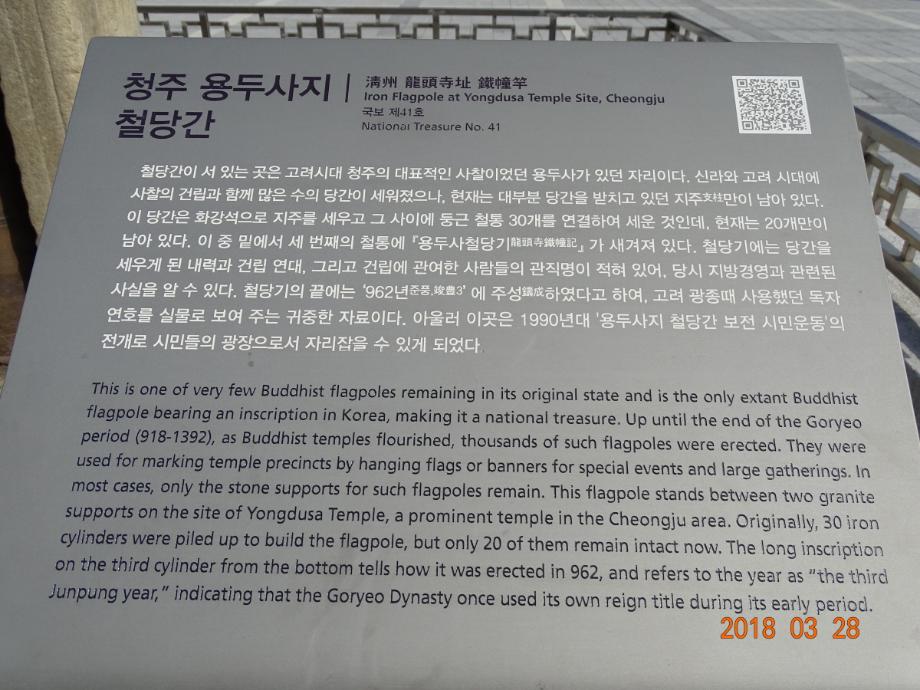 청주 용두사지
철당간
淸州 龍頭寺址 鐵幢竿
Iron Flagpole at Yongdusa Temple Site, Cheongju
국보 제41호
National Treasure No. 41
철당간이 서 있는 곳은 고려시대 청주의 대표적인 사찰이었던 용두사가 있던 자리이다. 신라와 고려 시대에
사찰의 건립과 함께 많은 수의 당간이 세워졌으나, 현재는 대부분 당간을 받치고 있던 지주支柱만이 남아 있다.
이 당간은 화강석으로 지주를 세우고 그 사이에 둥근 철통 30개를 연결하여 세운 것인데, 현재는 20개만이
남아 있다. 이 중 밑에서 세 번째의 철통에 『용두사철당기龍頭寺鐵幢記』가 새겨져 있다. 철당기에는 당간을
세우게 된 내력과 건립 연대, 그리고 건립에 관여한 사람들의 관직명이 적혀 있어, 당시 지방경영과 관련된
사실을 알 수 있다. 철당기의 끝에는 '962년준풍,竣豊3' 에 주성鑄成하였다고 하여, 고려 광종때 사용했던 독자
연호를 실물로 보여 주는 귀중한 자료이다. 아울러 이곳은 1990년대 '용두사지 철당간 보전 시민운동'의
전개로 시민들의 광장으로서 자리잡을 수 있게 되었다.
This is one of very few Buddhist flagpoles remaining in its original state and is the only extant Buddhist
flagpole bearing an inscription in Korea, making it a national treasure. Up until the end of the Goryeo
period (918-1392), as Buddhist temples flourished, thousands of such flagpoles were erected. They were
used for marking temple precincts by hanging flags or banners for special events and large gatherings. In
most cases, only the stone supports for such flagpoles remain. This flagpole stands between two granite
supports on the site of Yongdusa Temple, a prominent temple in the Cheongju area. Originally, 30 iron
cylinders were piled up to build the flagpole, but only 20 of them remain intact now. The long inscription
on the third cylinder from the bottom tells how it was erected in 962, and refers to the year as "the third
Junpung year," indicating that the Goryeo Dynasty once used its own reign title during its early period.
2018 03 28